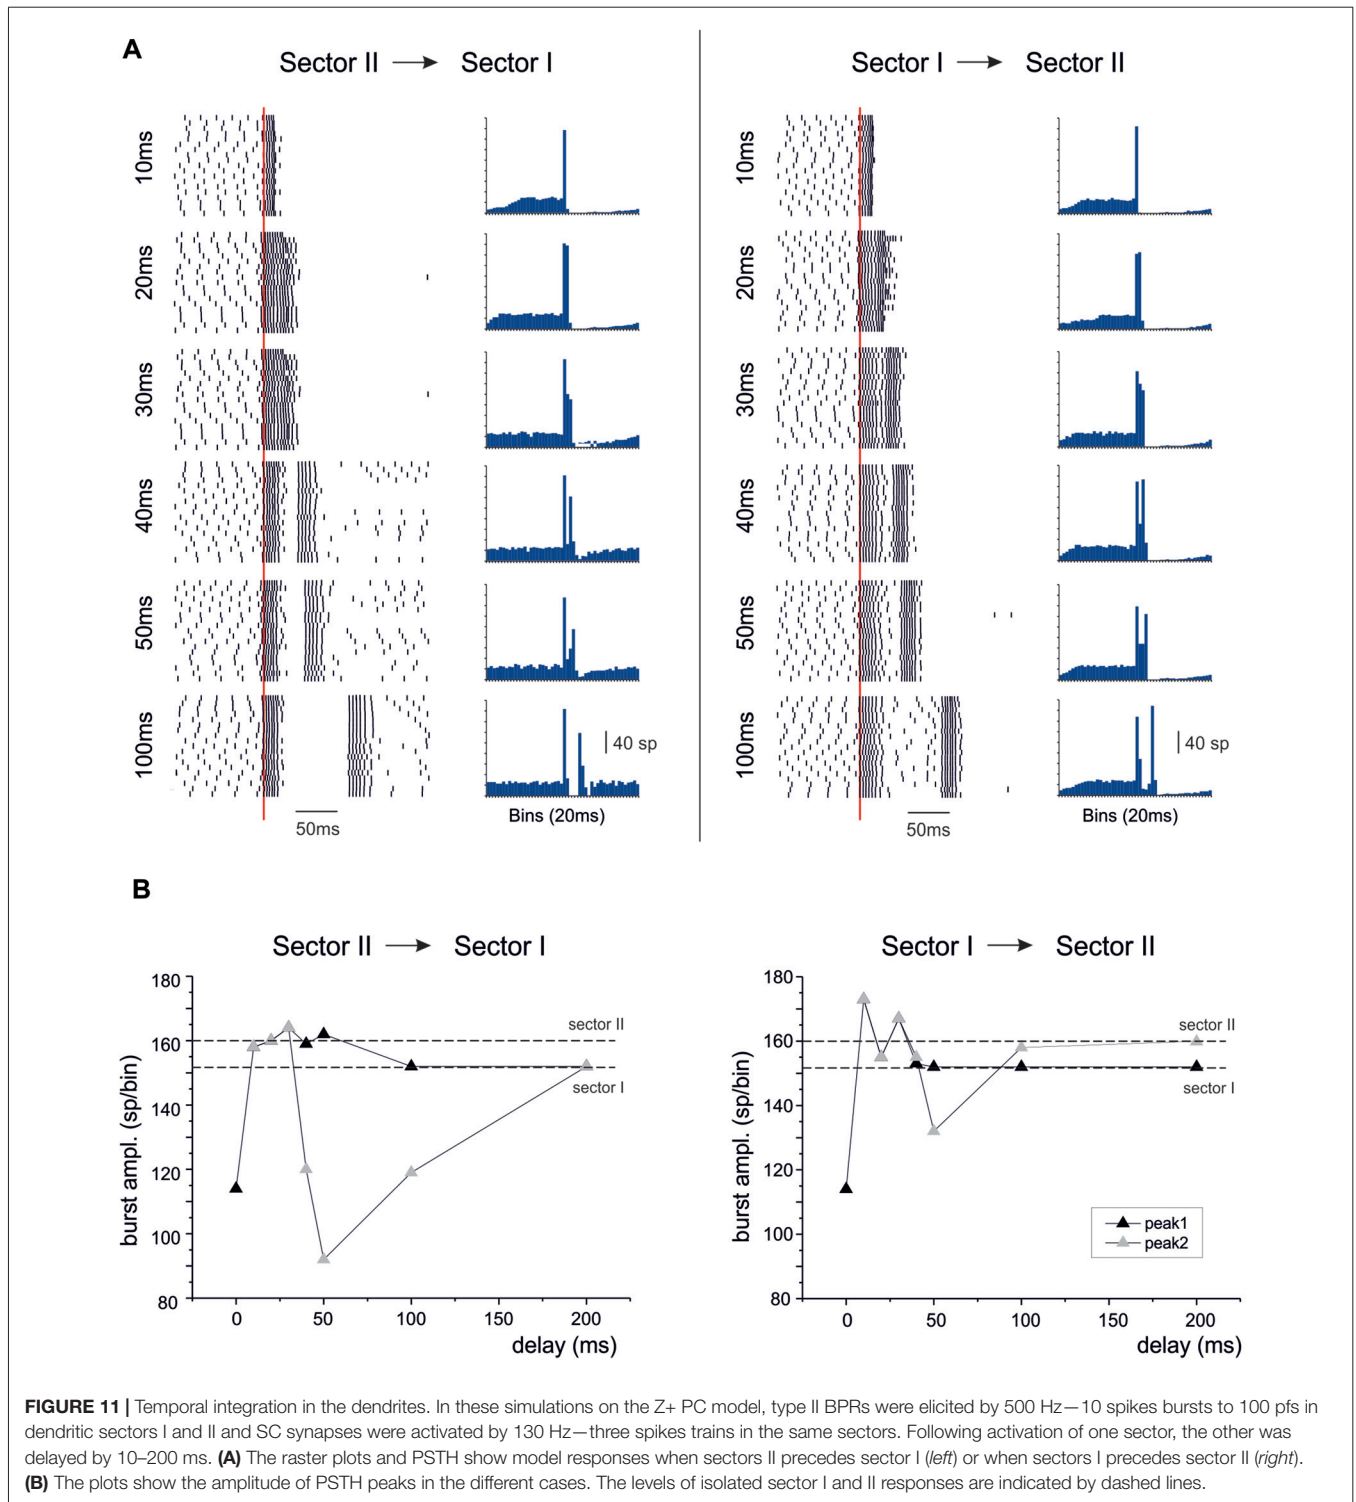 A
Sector II → Sector I
Sector I → Sector II
10ms
20ms
30ms
40ms
50ms
100ms
40 sp
50ms
Bins (20ms)
10ms
20ms
30ms
40ms
50ms
100ms
40 sp
50ms
Bins (20ms)
B
Sector II → Sector I
180
160
140
120
100
80
burst ampl. (sp/bin)
sector II
sector I
0 50 100 150 200
delay (ms)
Sector I → Sector II
180
160
140
120
100
80
burst ampl. (sp/bin)
sector II
sector I
peak1
peak2
0 50 100 150 200
delay (ms)
FIGURE 11 | Temporal integration in the dendrites. In these simulations on the Z+ PC model, type II BPRs were elicited by 500 Hz—10 spikes bursts to 100 pfs in
dendritic sectors I and II and SC synapses were activated by 130 Hz—three spikes trains in the same sectors. Following activation of one sector, the other was
delayed by 10–200 ms. (A) The raster plots and PSTH show model responses when sectors II precedes sector I (left) or when sectors I precedes sector II (right).
(B) The plots show the amplitude of PSTH peaks in the different cases. The levels of isolated sector I and II responses are indicated by dashed lines.